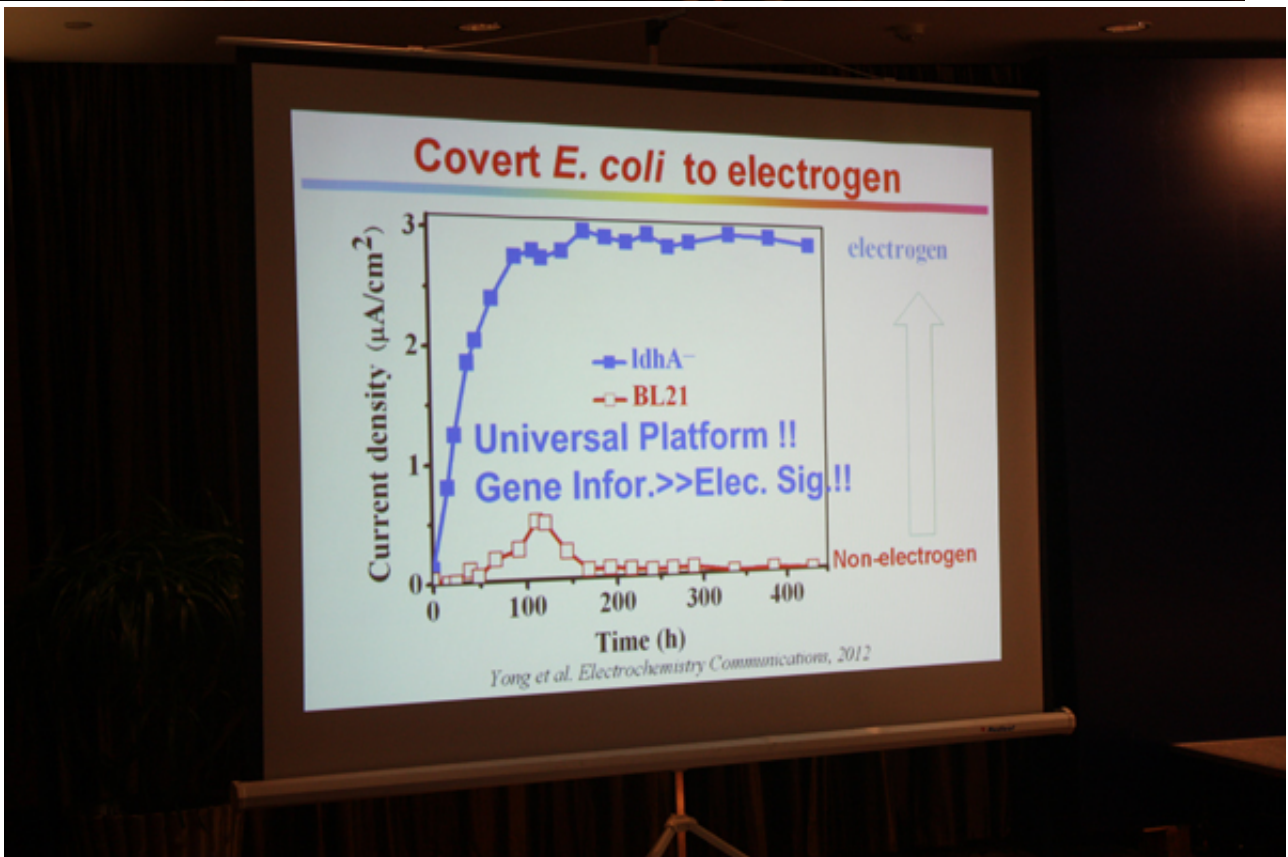 Covert E. coli to electrogen
3
2
1
0
Current density (μA/cm²)
ldhA⁻
BL21
Universal Platform !!
Gene Infor.>>Elec. Sig.!!
electrogen
Non-electrogen
0 100 200 300 400
Time (h)
Yong et al. Electrochemistry Communications, 2012